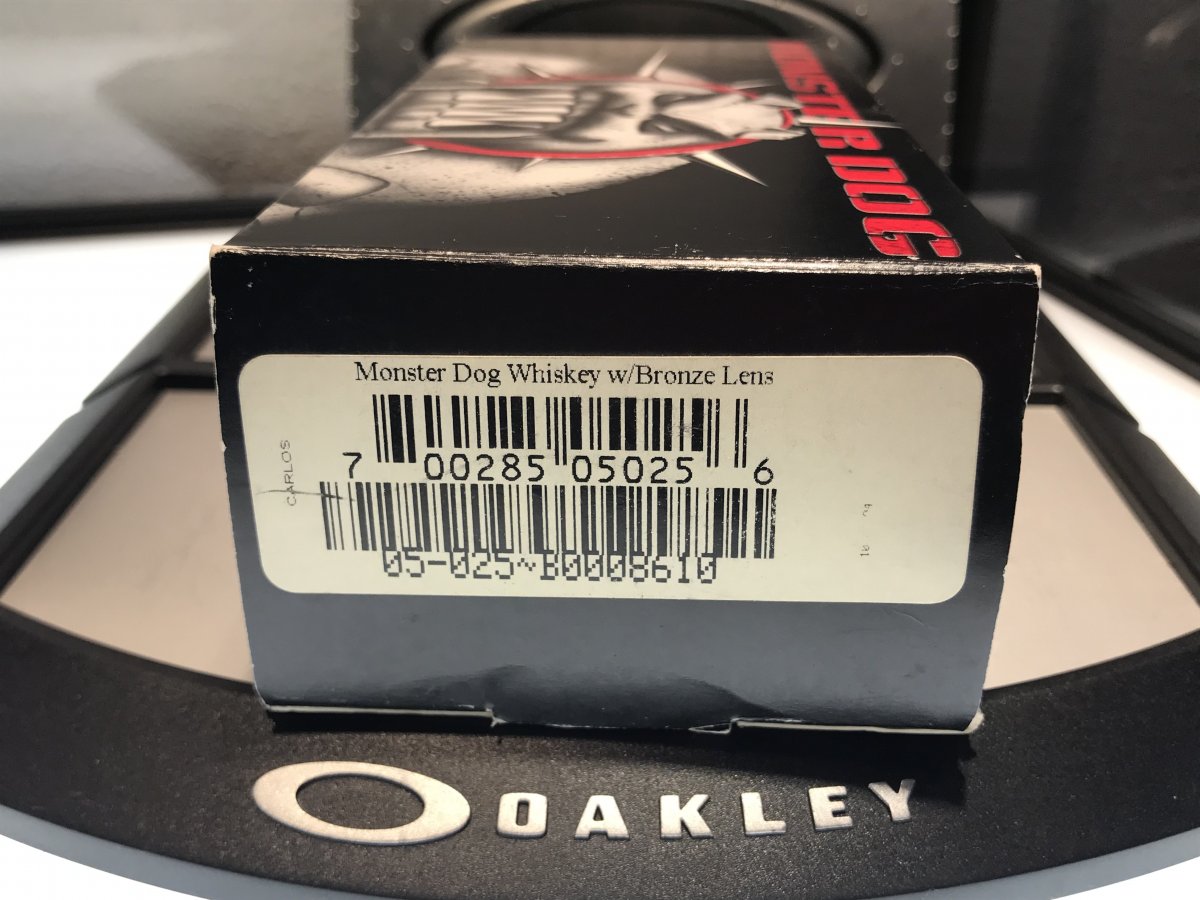 MONSTER DOG
Monster Dog Whiskey w/Bronze Lens
7 00285 05025 6
CARLOS
05-025~B0008610
OAKLEY